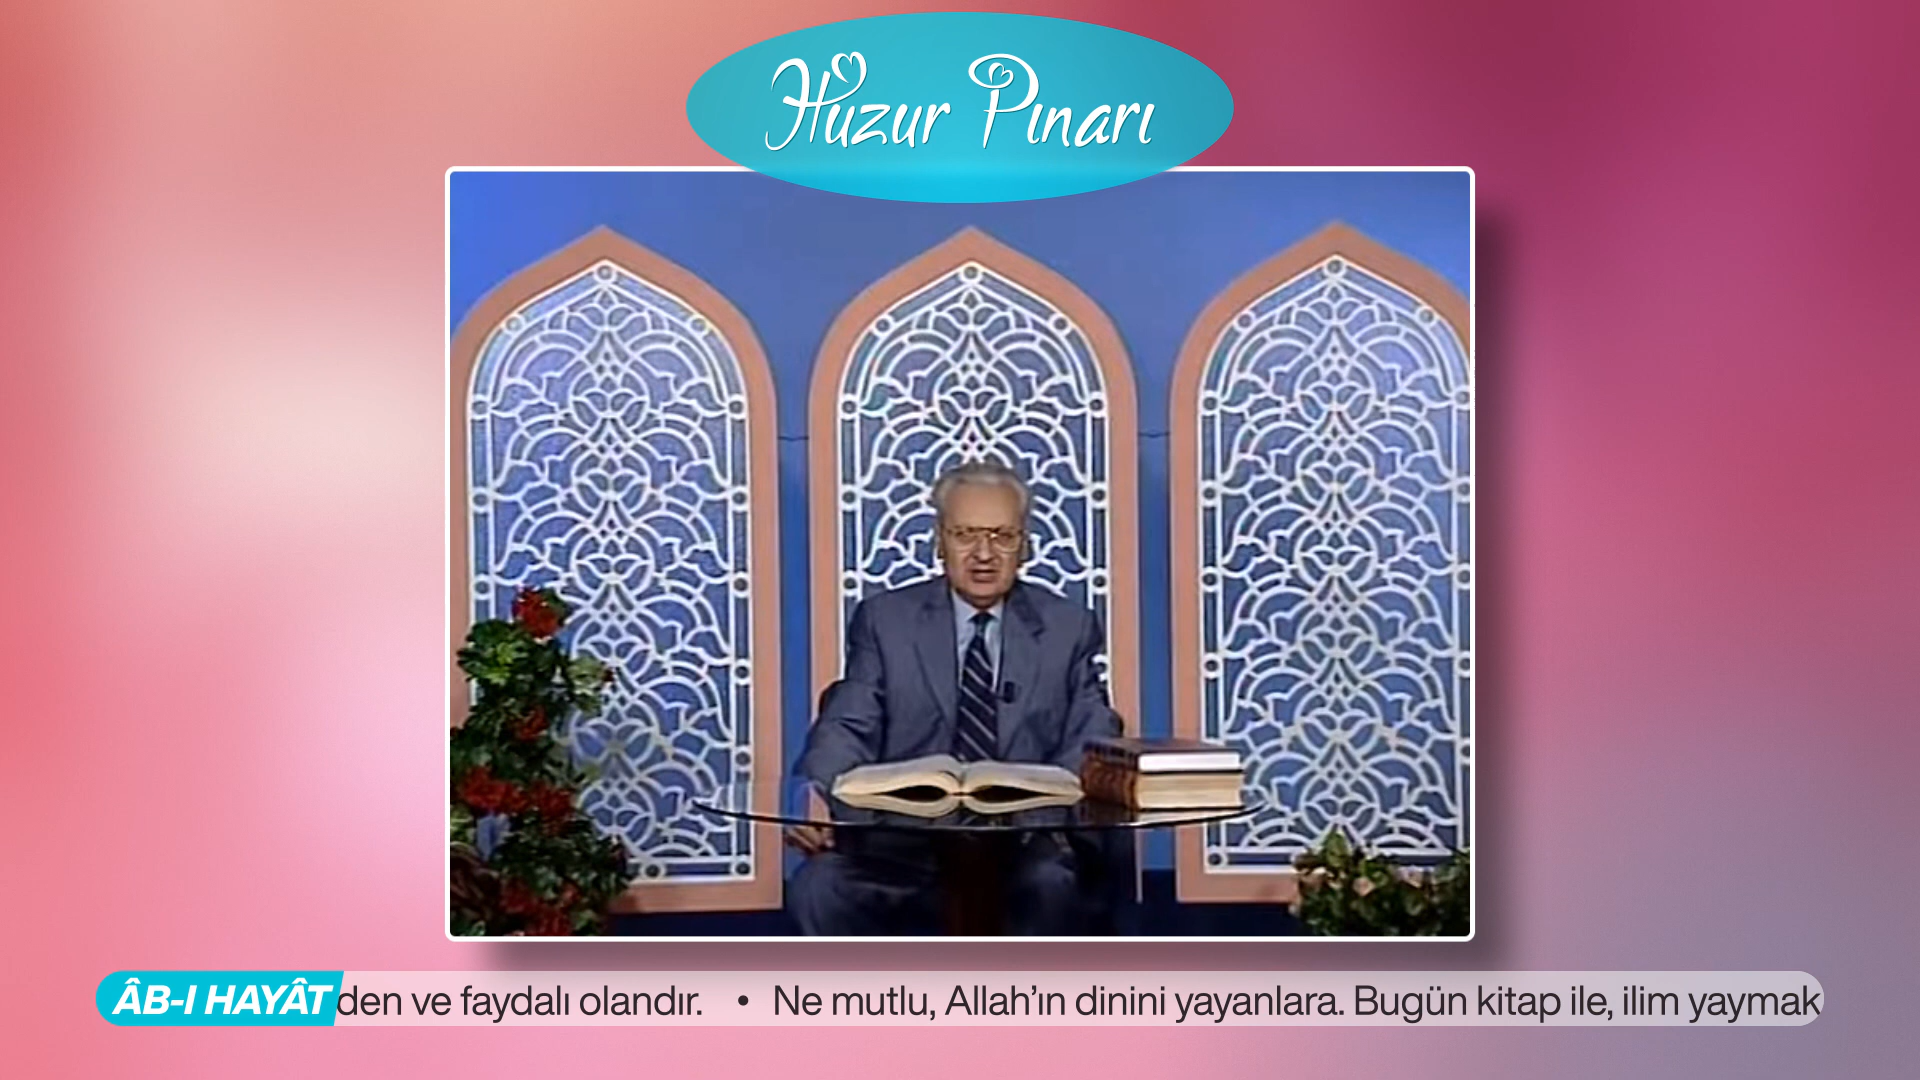 Huzur Pınarı
ÂB-I HAYÂT den ve faydalı olandır. • Ne mutlu, Allah’ın dinini yayanlara. Bugün kitap ile, ilim yaymak